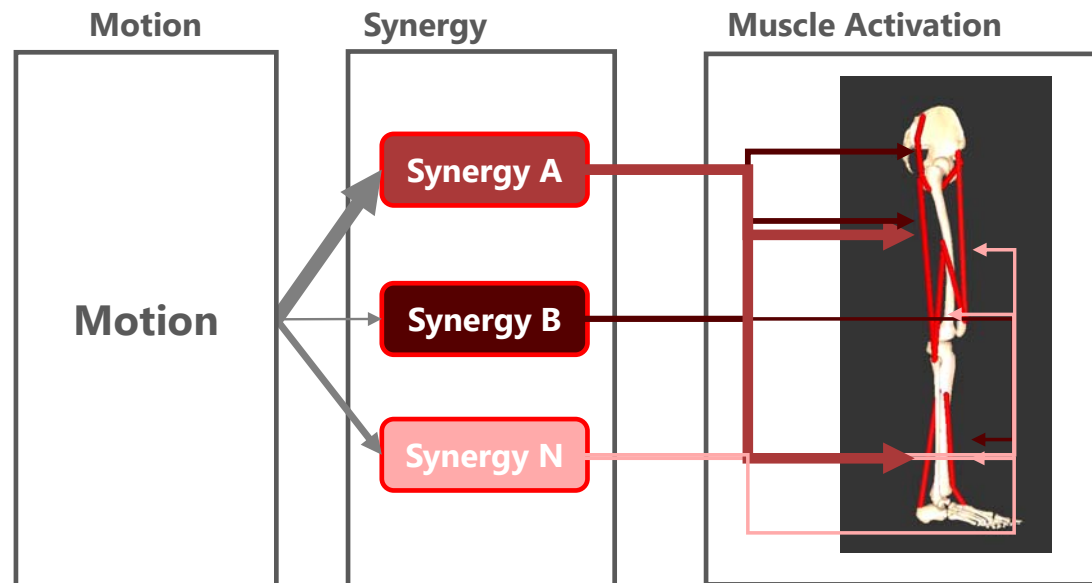 Motion
Synergy
Muscle Activation
Synergy A
Motion
Synergy B
Synergy N